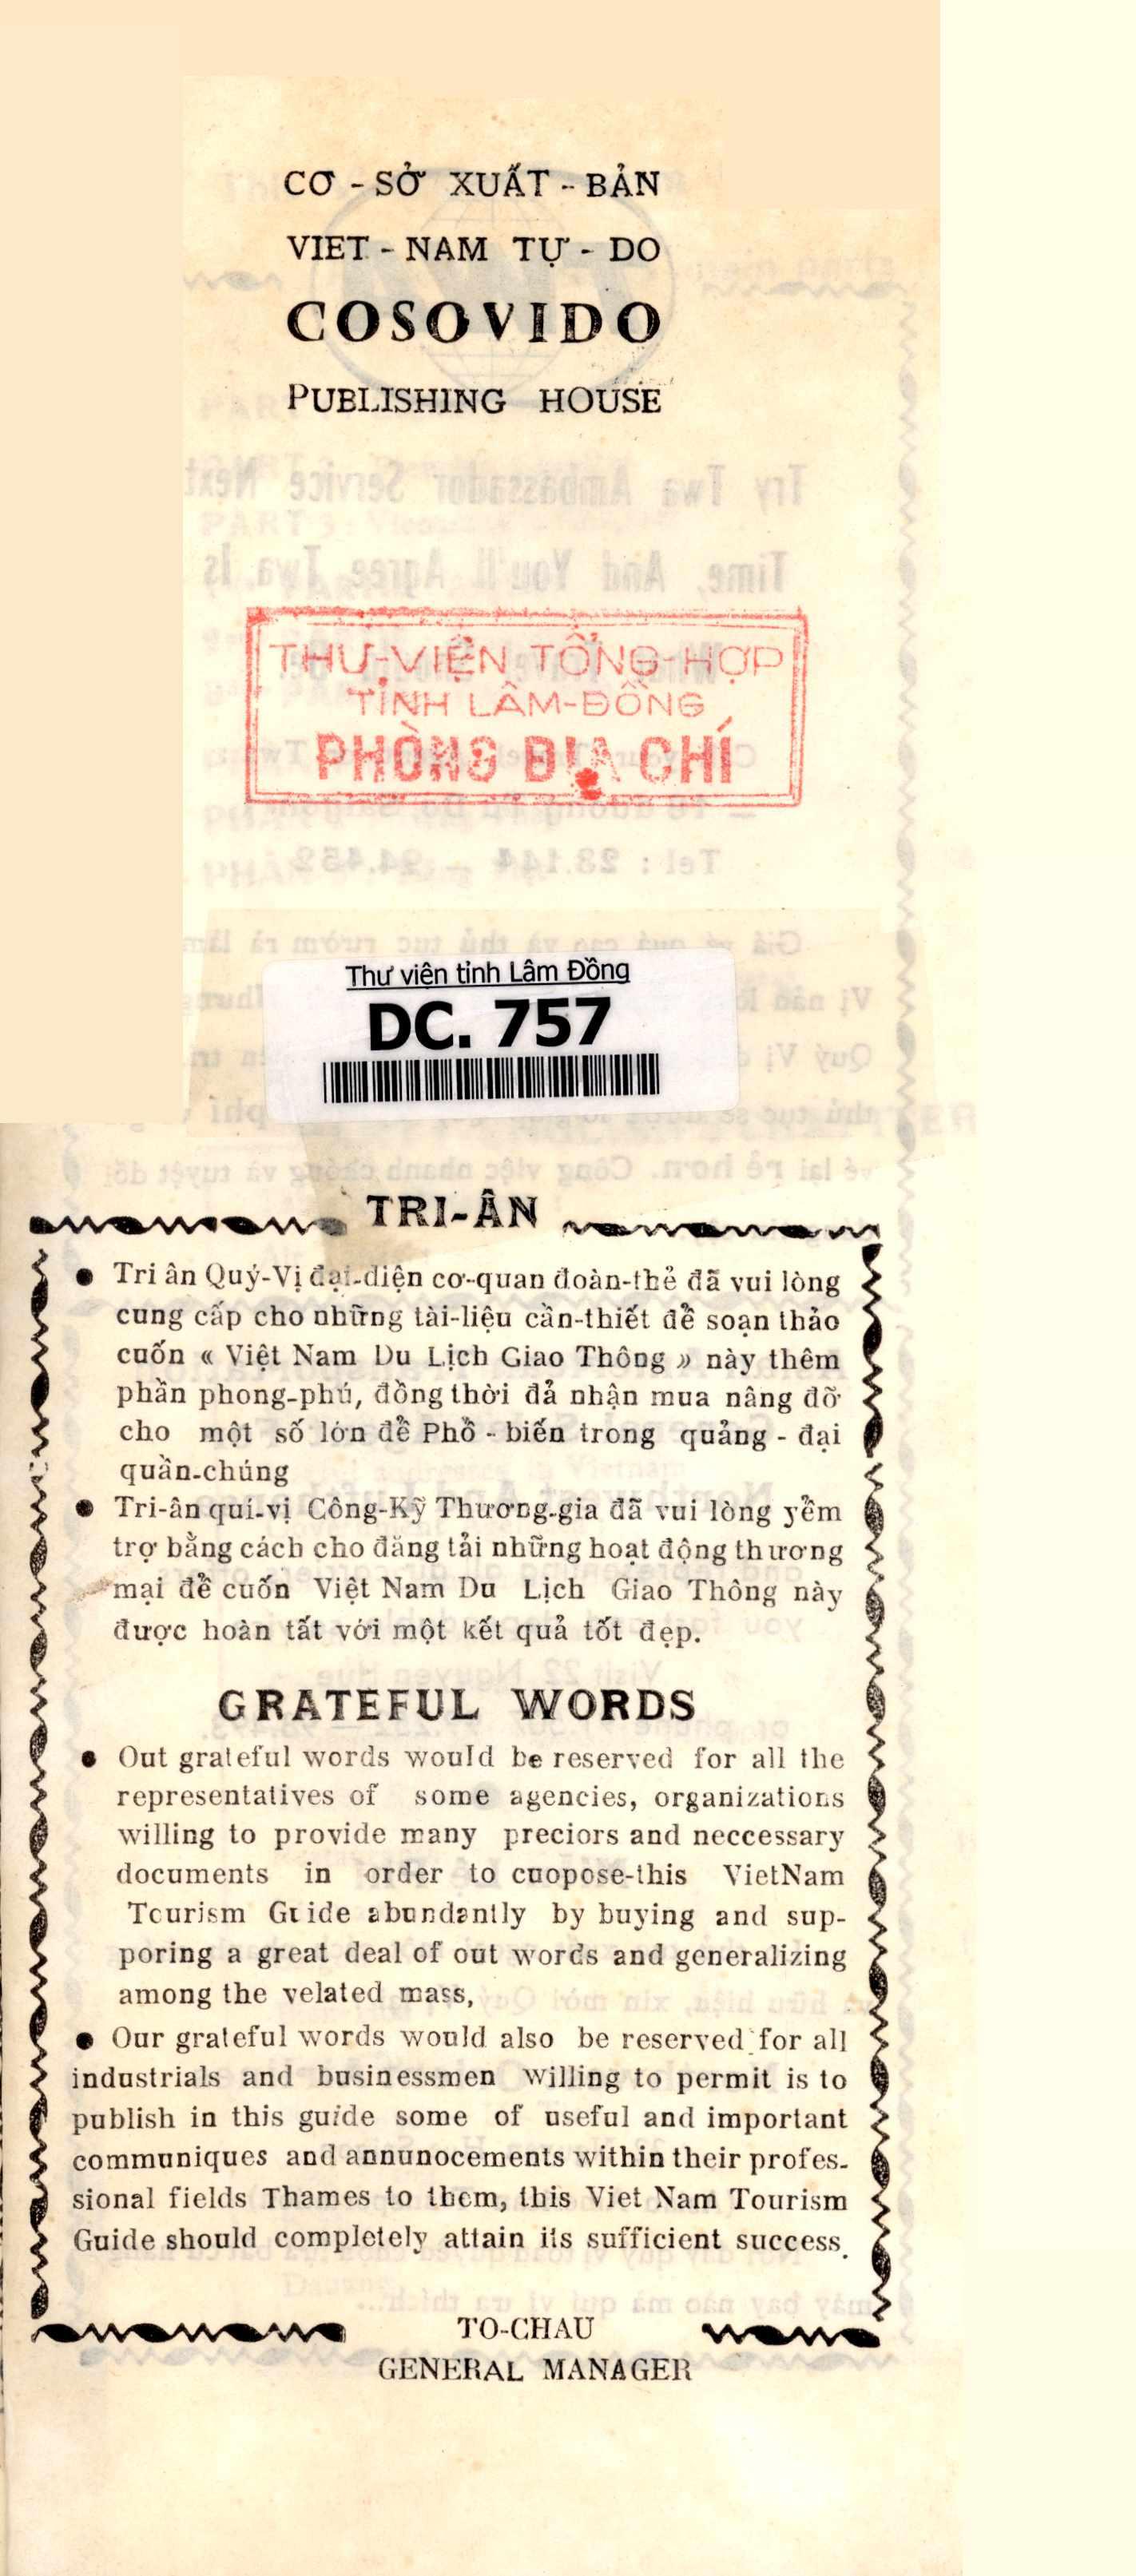 CƠ - SỞ XUẤT - BẢN
VIET - NAM TỰ - DO
COSOVIDO
PUBLISHING HOUSE
THƯ-VIỆN TỔNG-HỢP
TỈNH LÂM-ĐỒNG
PHÒNG ĐỊA CHÍ
Thư viện tỉnh Lâm Đồng
DC. 757
TRI-ÂN
● Tri ân Quý-Vị đại-diện cơ-quan đoàn-thể đã vui lòng
cung cấp cho những tài-liệu cần-thiết để soạn thảo
cuốn « Việt Nam Du Lịch Giao Thông » này thêm
phần phong-phú, đồng thời đả nhận mua nâng đỡ
cho một số lớn để Phổ - biến trong quảng - đại
quần-chúng
● Tri-ân quí-vị Công-Kỹ Thương-gia đã vui lòng yểm
trợ bằng cách cho đăng tải những hoạt động thương
mại để cuốn Việt Nam Du Lịch Giao Thông này
được hoàn tất với một kết quả tốt đẹp.
GRATEFUL WORDS
● Out grateful words would be reserved for all the
representatives of some agencies, organizations
willing to provide many preciors and neccessary
documents in order to cuopose-this VietNam
Tourism Guide abundantly by buying and sup-
poring a great deal of out words and generalizing
among the velated mass,
● Our grateful words would also be reserved for all
industrials and businessmen willing to permit is to
publish in this guide some of useful and important
communiques and annunocements within their profes-
sional fields Thames to them, this Viet Nam Tourism
Guide should completely attain its sufficient success.
TO-CHAU
GENERAL MANAGER